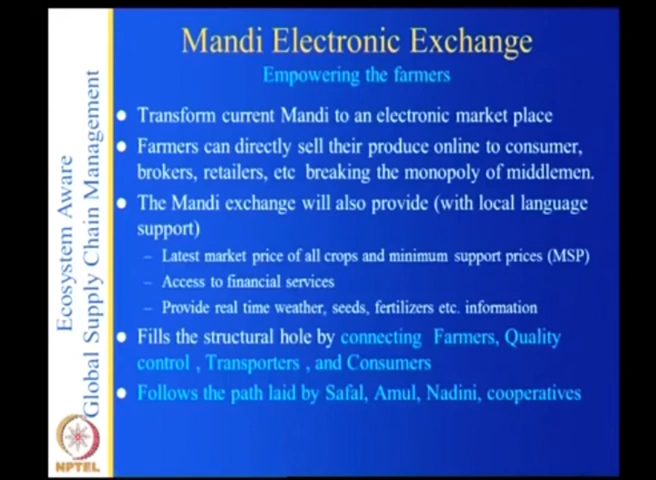 Mandi Electronic Exchange
Empowering the farmers
Transform current Mandi to an electronic market place
Farmers can directly sell their produce online to consumer,
brokers, retailers, etc breaking the monopoly of middlemen.
The Mandi exchange will also provide (with local language
support)
– Latest market price of all crops and minimum support prices (MSP)
– Access to financial services
– Provide real time weather, seeds, fertilizers etc. information
Fills the structural hole by connecting Farmers, Quality
control , Transporters , and Consumers
Follows the path laid by Safal, Amul, Nadini, cooperatives
Ecosystem Aware
Global Supply Chain Management
NPTEL